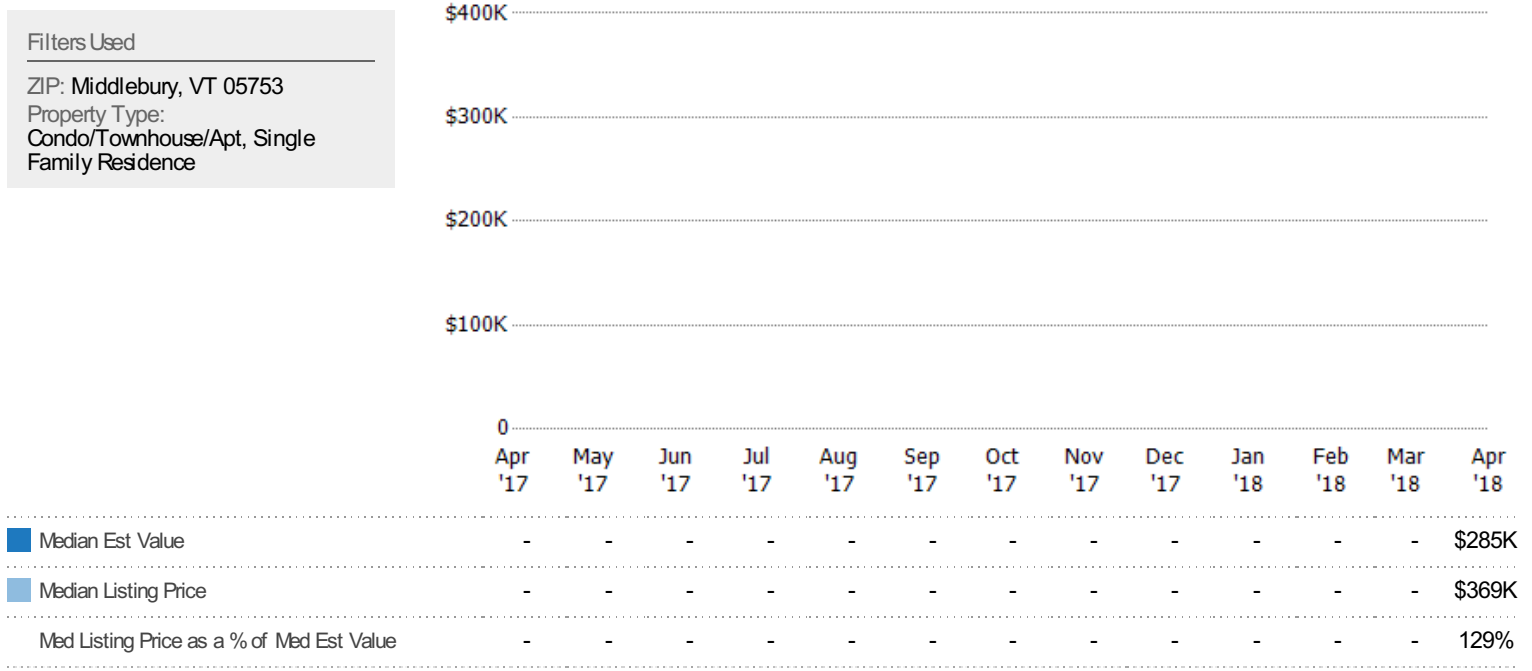 Filters Used
ZIP: Middlebury, VT 05753
Property Type:
Condo/Townhouse/Apt, Single
Family Residence
$400K
$300K
$200K
$100K
0
Apr May Jun Jul Aug Sep Oct Nov Dec Jan Feb Mar Apr
'17 '17 '17 '17 '17 '17 '17 '17 '17 '18 '18 '18 '18
Median Est Value - - - - - - - - - - - - $285K
Median Listing Price - - - - - - - - - - - - $369K
Med Listing Price as a % of Med Est Value - - - - - - - - - - - - 129%